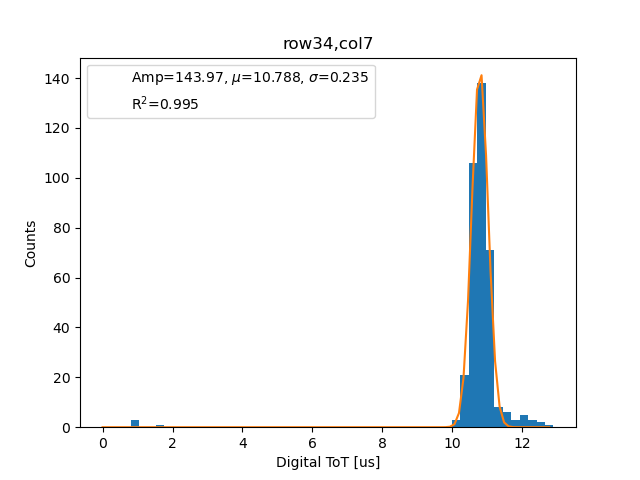 row34,col7
Amp=143.97, μ=10.788, σ=0.235
R²=0.995
140
120
100
80
60
40
20
0
Counts
0 2 4 6 8 10 12
Digital ToT [us]